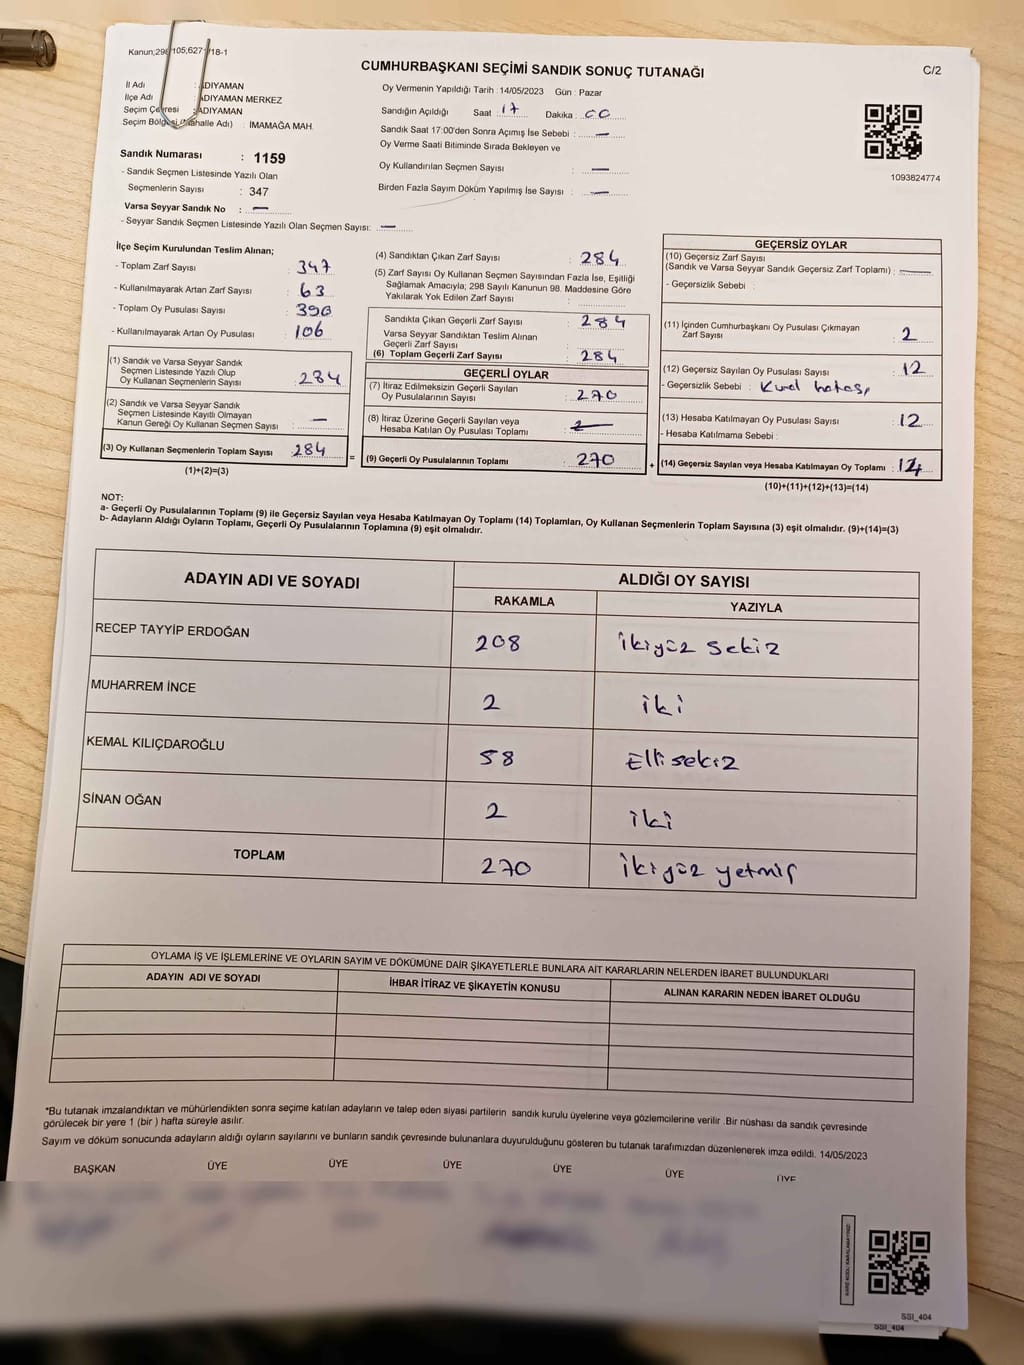 Kanun;298 105;6271/18-1
CUMHURBAŞKANI SEÇİMİ SANDIK SONUÇ TUTANAĞI
C/2
İl Adı : ADIYAMAN
İlçe Adı ADIYAMAN MERKEZ
Seçim Çevresi : ADIYAMAN
Seçim Bölgesi (Mahalle Adı) : İMAMAĞA MAH.
Oy Vermenin Yapıldığı Tarih : 14/05/2023 Gün : Pazar
Sandığın Açıldığı Saat 17 Dakika : 00
Sandık Saat 17:00'den Sonra Açımış İse Sebebi : —
Oy Verme Saati Bitiminde Sırada Bekleyen ve
Oy Kullandırılan Seçmen Sayısı : —
Birden Fazla Sayım Döküm Yapılmış İse Sayısı : —
1093824774
Sandık Numarası : 1159
- Sandık Seçmen Listesinde Yazılı Olan
Seçmenlerin Sayısı : 347
Varsa Seyyar Sandık No : —
- Seyyar Sandık Seçmen Listesinde Yazılı Olan Seçmen Sayısı: —
İlçe Seçim Kurulundan Teslim Alınan;
- Toplam Zarf Sayısı : 347
- Kullanılmayarak Artan Zarf Sayısı : 63
- Toplam Oy Pusulası Sayısı : 390
- Kullanılmayarak Artan Oy Pusulası : 106
(1) Sandık ve Varsa Seyyar Sandık
Seçmen Listesinde Yazılı Olup
Oy Kullanan Seçmenlerin Sayısı : 284
(2) Sandık ve Varsa Seyyar Sandık
Seçmen Listesinde Kayıtlı Olmayan
Kanun Gereği Oy Kullanan Seçmen Sayısı : —
(3) Oy Kullanan Seçmenlerin Toplam Sayısı : 284
(1)+(2)=(3)
(4) Sandıktan Çıkan Zarf Sayısı : 284
(5) Zarf Sayısı Oy Kullanan Seçmen Sayısından Fazla İse, Eşitliği
Sağlamak Amacıyla; 298 Sayılı Kanunun 98. Maddesine Göre
Yakılarak Yok Edilen Zarf Sayısı :
Sandıkta Çıkan Geçerli Zarf Sayısı : 284
Varsa Seyyar Sandıktan Teslim Alınan
Geçerli Zarf Sayısı :
(6) Toplam Geçerli Zarf Sayısı : 284
GEÇERLİ OYLAR
(7) İtiraz Edilmeksizin Geçerli Sayılan
Oy Pusulalarının Sayısı : 270
(8) İtiraz Üzerine Geçerli Sayılan veya
Hesaba Katılan Oy Pusulası Toplamı :
= (9) Geçerli Oy Pusulalarının Toplamı : 270 +
GEÇERSİZ OYLAR
(10) Geçersiz Zarf Sayısı
(Sandık ve Varsa Seyyar Sandık Geçersiz Zarf Toplamı) : —
- Geçersizlik Sebebi :
(11) İçinden Cumhurbaşkanı Oy Pusulası Çıkmayan
Zarf Sayısı : 2
(12) Geçersiz Sayılan Oy Pusulası Sayısı : 12
- Geçersizlik Sebebi :
(13) Hesaba Katılmayan Oy Pusulası Sayısı : 12
- Hesaba Katılmama Sebebi :
(14) Geçersiz Sayılan veya Hesaba Katılmayan Oy Toplamı : 14
(10)+(11)+(12)+(13)=(14)
NOT:
a- Geçerli Oy Pusulalarının Toplamı (9) ile Geçersiz Sayılan veya Hesaba Katılmayan Oy Toplamı (14) Toplamları, Oy Kullanan Seçmenlerin Toplam Sayısına (3) eşit olmalıdır. (9)+(14)=(3)
b- Adayların Aldığı Oyların Toplamı, Geçerli Oy Pusulalarının Toplamına (9) eşit olmalıdır.
ADAYIN ADI VE SOYADI ALDIĞI OY SAYISI
RAKAMLA YAZIYLA
RECEP TAYYİP ERDOĞAN 208 İkiyüz sekiz
MUHARREM İNCE 2 iki
KEMAL KILIÇDAROĞLU 58 Elli sekiz
SİNAN OĞAN 2 iki
TOPLAM 270 İkiyüz yetmiş
OYLAMA İŞ VE İŞLEMLERİNE VE OYLARIN SAYIM VE DÖKÜMÜNE DAİR ŞİKAYETLERLE BUNLARA AİT KARARLARIN NELERDEN İBARET BULUNDUKLARI
ADAYIN ADI VE SOYADI İHBAR İTİRAZ VE ŞİKAYETİN KONUSU ALINAN KARARIN NEDEN İBARET OLDUĞU
*Bu tutanak imzalandıktan ve mühürlendikten sonra seçime katılan adayların ve talep eden siyasi partilerin sandık kurulu üyelerine veya gözlemcilerine verilir .Bir nüshası da sandık çevresinde
görülecek bir yere 1 (bir ) hafta süreyle asılır.
Sayım ve döküm sonucunda adayların aldığı oyların sayılarını ve bunların sandık çevresinde bulunanlara duyurulduğunu gösteren bu tutanak tarafımızdan düzenlenerek imza edildi. 14/05/2023
BAŞKAN ÜYE ÜYE ÜYE ÜYE ÜYE ÜYE
KARE KODU KARALAMAYINIZ!
SSI_404
SSI_404